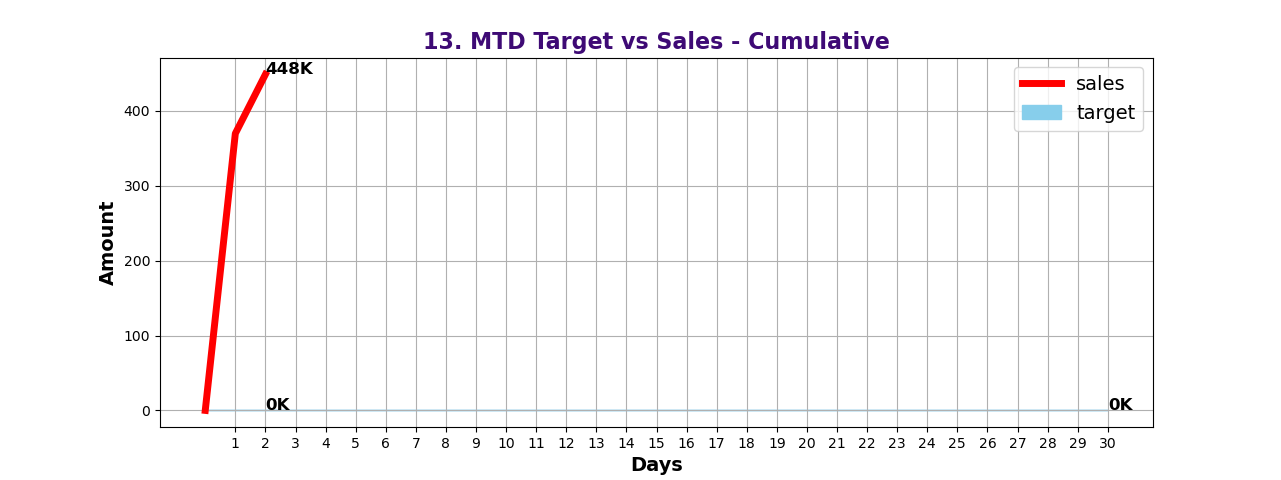 13. MTD Target vs Sales - Cumulative
448K
sales
target
400
300
200
100
0
Amount
0K
0K
1 2 3 4 5 6 7 8 9 10 11 12 13 14 15 16 17 18 19 20 21 22 23 24 25 26 27 28 29 30
Days